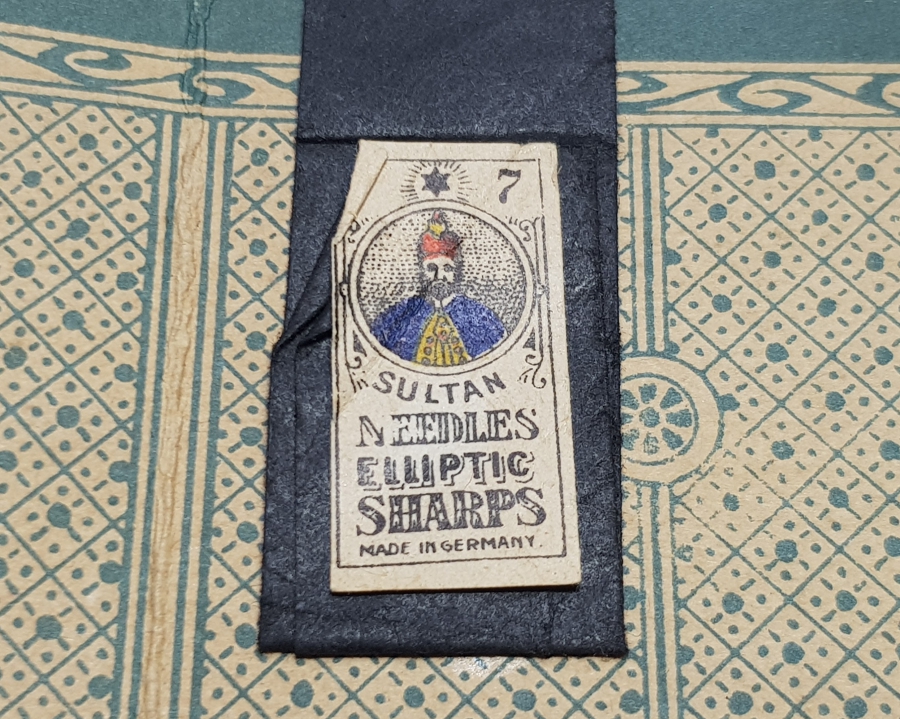 7
SULTAN
NEEDLES
ELLIPTIC
SHARPS
MADE IN GERMANY.